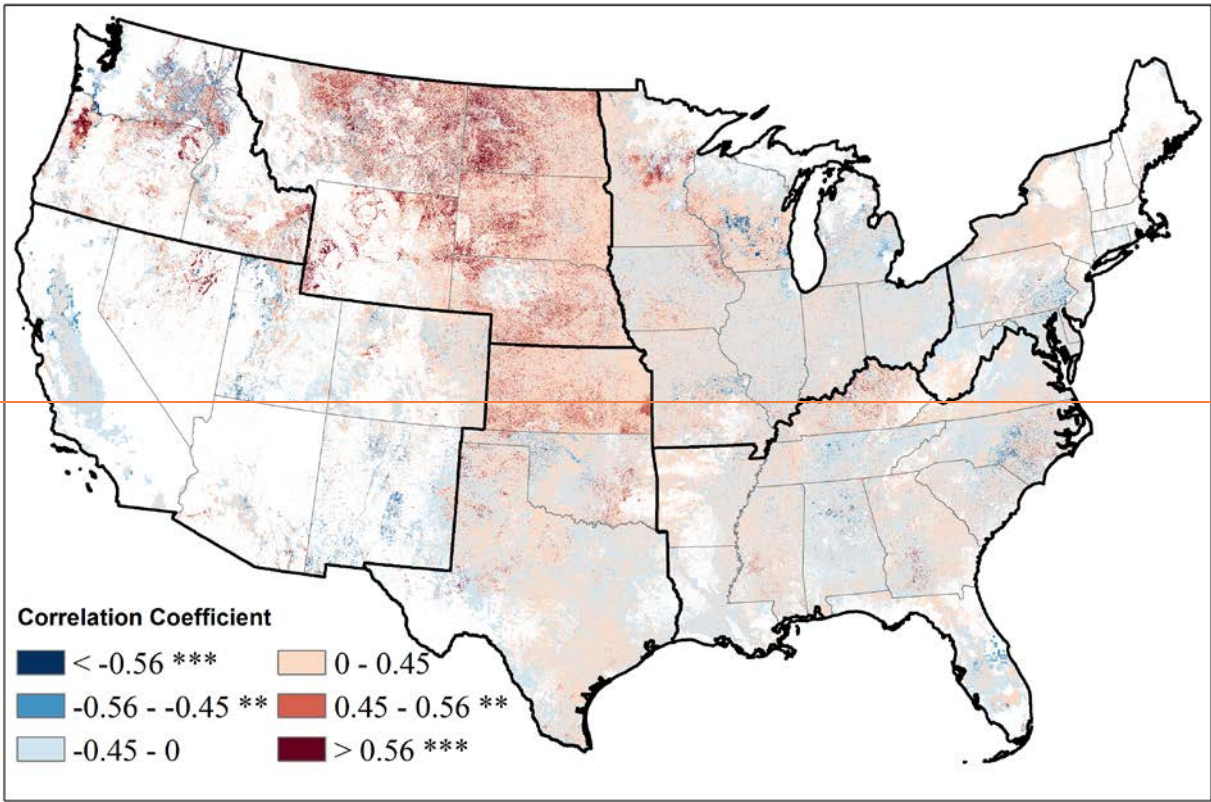 Correlation Coefficient
< -0.56 ***
0 - 0.45
-0.56 - -0.45 **
0.45 - 0.56 **
-0.45 - 0
> 0.56 ***